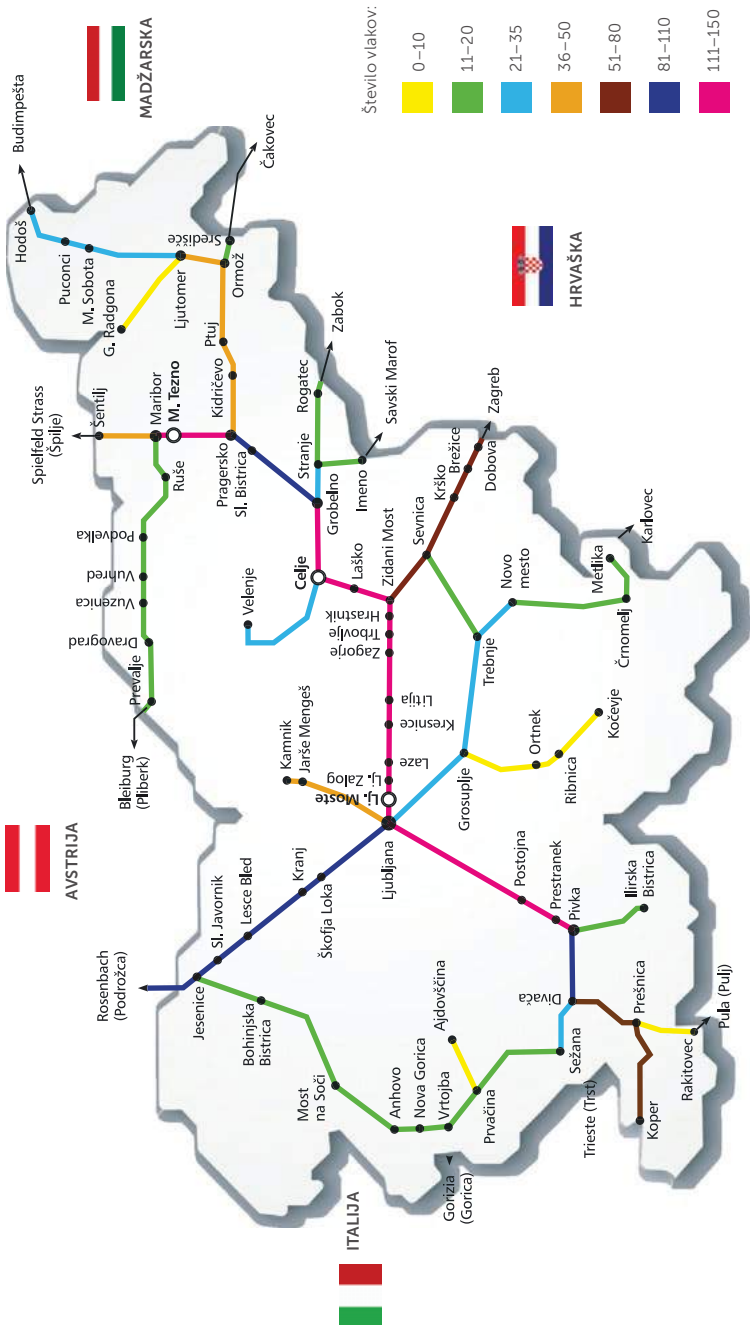 MADŽARSKA
Budimpešta
Hodoš
Puconci
M. Sobota
G. Radgona
Ljutomer
Središče
Ormož
Čakovec
Ptuj
Kidričevo
Spielfeld Strass
(Špilje)
Šentilj
Maribor
M. Tezno
Pragersko
Sl. Bistrica
Ruše
Podvelka
Vuhred
Vuzenica
Dravograd
Prevalje
Bleiburg
(Pliberk)
Rogatec
Zabok
Stranje
Grobelno
Imeno
Savski Marof
HRVAŠKA
Celje
Velenje
Laško
Zidani Most
Hrastnik
Trbovlje
Zagorje
Litija
Kresnice
Laze
Lj. Zalog
Lj. Moste
Ljubljana
Sevnica
Krško
Brežice
Dobova
Zagreb
Karlovec
Novo
mesto
Metlika
Črnomelj
Trebnje
Grosuplje
Ortnek
Ribnica
Kočevje
Kamnik
Jarše Mengeš
AVSTRIJA
Rosenbach
(Podrožca)
Jesenice
Sl. Javornik
Lesce Bled
Kranj
Škofja Loka
Bohinjska
Bistrica
Most
na Soči
Anhovo
Nova Gorica
Vrtojba
Ajdovščina
Prvačina
Gorizia
(Gorica)
ITALIJA
Postojna
Prestranek
Pivka
Ilirska
Bistrica
Divača
Sežana
Trieste (Trst)
Prešnica
Koper
Rakitovec
Pula (Pulj)
Število vlakov:
0–10
11–20
21–35
36–50
51–80
81–110
111–150